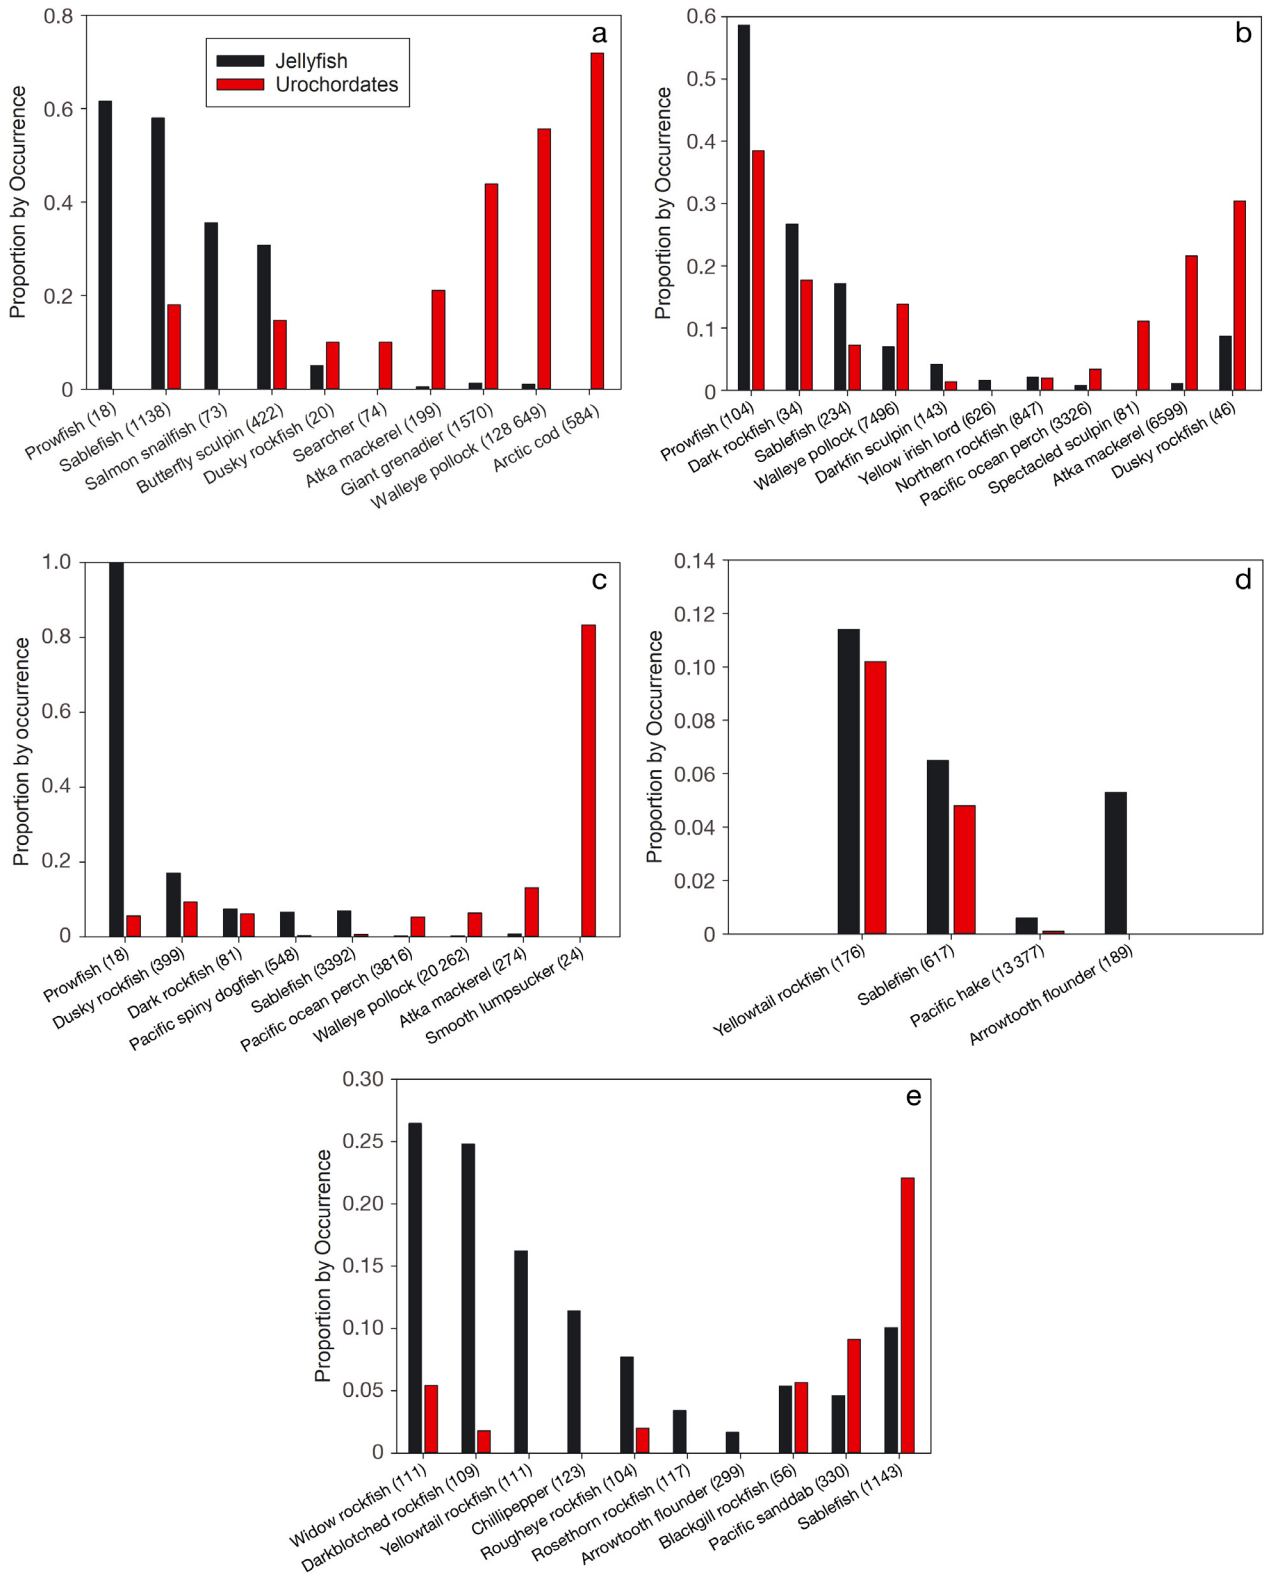 a
Jellyfish
Urochordates
Proportion by Occurrence
0.8
0.6
0.4
0.2
0
Prowfish (18)
Sablefish (1138)
Salmon snailfish (73)
Butterfly sculpin (422)
Dusky rockfish (20)
Searcher (74)
Atka mackerel (199)
Giant grenadier (1570)
Walleye pollock (128 649)
Arctic cod (584)
b
Proportion by Occurrence
0.6
0.5
0.4
0.3
0.2
0.1
0
Prowfish (104)
Dark rockfish (34)
Sablefish (234)
Walleye pollock (7496)
Darkfin sculpin (143)
Yellow irish lord (626)
Northern rockfish (847)
Pacific ocean perch (3326)
Spectacled sculpin (81)
Atka mackerel (6599)
Dusky rockfish (46)
c
Proportion by occurrence
1.0
0.8
0.6
0.4
0.2
0
Prowfish (18)
Dusky rockfish (399)
Dark rockfish (81)
Pacific spiny dogfish (548)
Sablefish (3392)
Pacific ocean perch (3816)
Walleye pollock (20 262)
Atka mackerel (274)
Smooth lumpsucker (24)
d
Proportion by Occurrence
0.14
0.12
0.10
0.08
0.06
0.04
0.02
0
Yellowtail rockfish (176)
Sablefish (617)
Pacific hake (13 377)
Arrowtooth flounder (189)
e
Proportion by Occurrence
0.30
0.25
0.20
0.15
0.10
0.05
0
Widow rockfish (111)
Darkblotched rockfish (109)
Yellowtail rockfish (111)
Chillipepper (123)
Rougheye rockfish (104)
Rosethorn rockfish (117)
Arrowtooth flounder (299)
Blackgill rockfish (56)
Pacific sanddab (330)
Sablefish (1143)